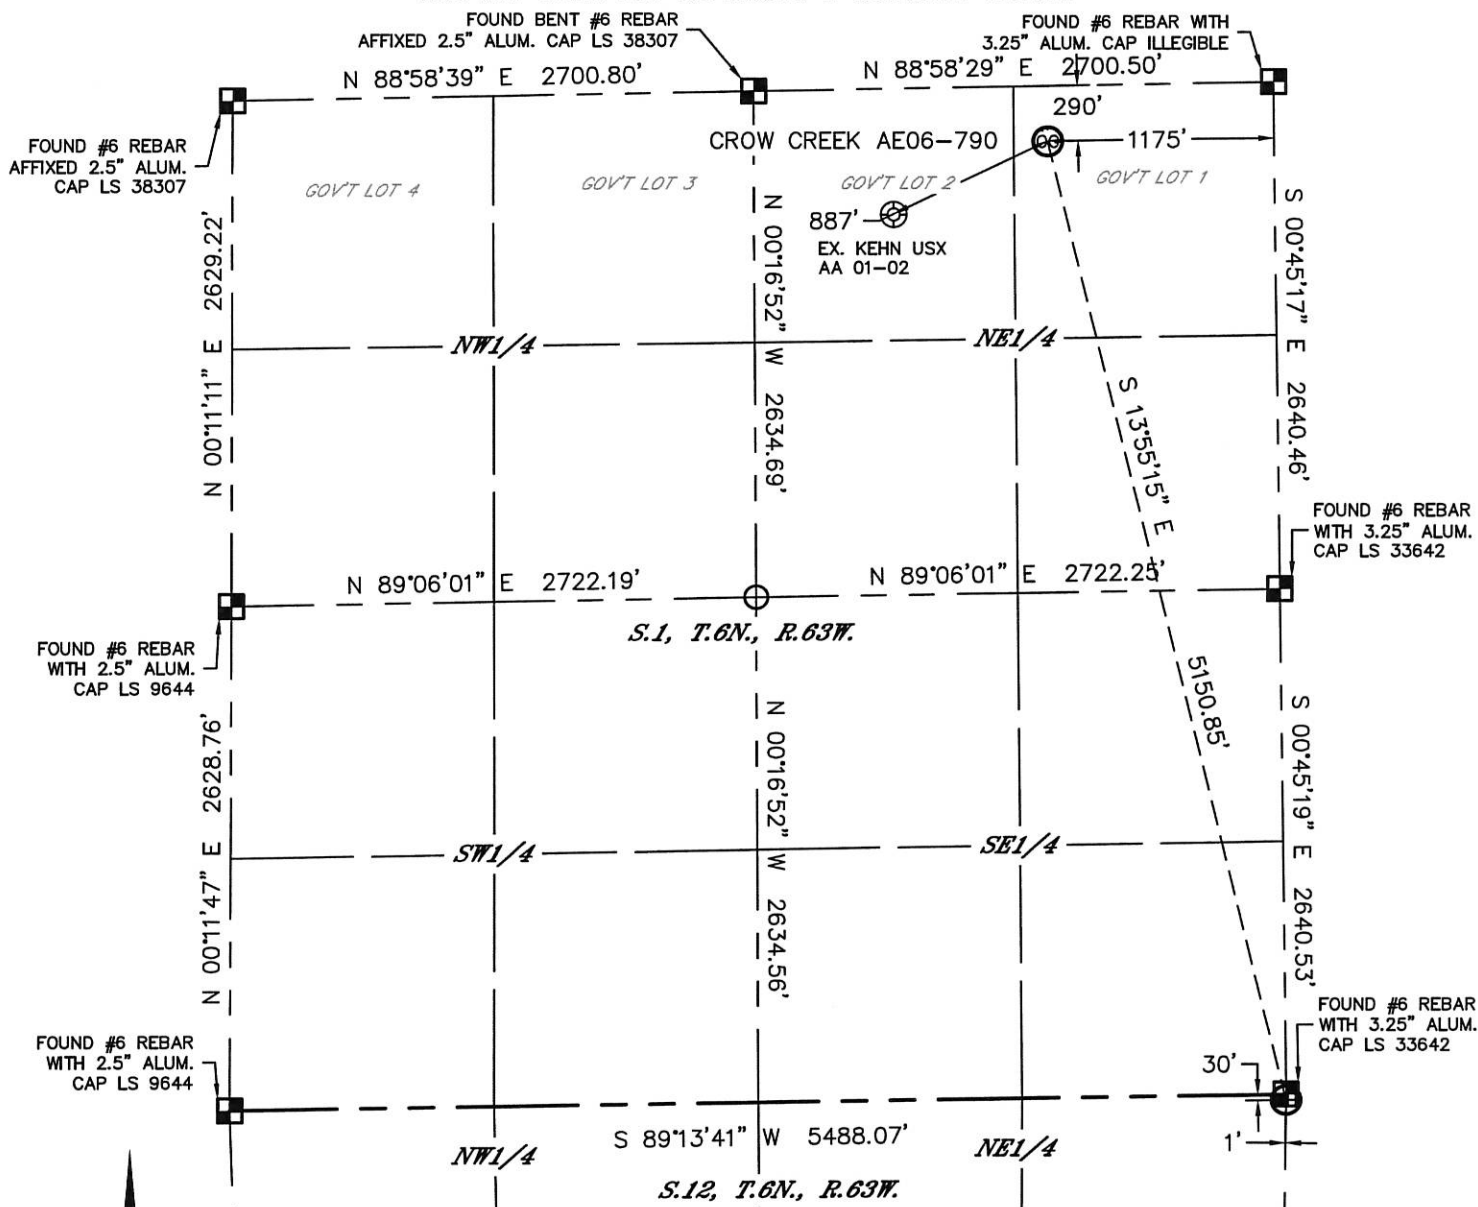 FOUND BENT #6 REBAR
AFFIXED 2.5" ALUM. CAP LS 38307
FOUND #6 REBAR WITH
3.25" ALUM. CAP ILLEGIBLE
N 88°58'39" E 2700.80'
N 88°58'29" E 2700.50'
290'
FOUND #6 REBAR
AFFIXED 2.5" ALUM.
CAP LS 38307
CROW CREEK AE06-790
1175'
GOV'T LOT 4
GOV'T LOT 3
GOV'T LOT 2
GOV'T LOT 1
887'
EX. KEHN USX
AA 01-02
N 00°11'11" E 2629.22'
N 00°16'52" W 2634.69'
S 00°45'17" E 2640.46'
NW1/4
NE1/4
S 13°55'15" E
5150.85'
FOUND #6 REBAR
WITH 3.25" ALUM.
CAP LS 33642
N 89°06'01" E 2722.19'
N 89°06'01" E 2722.25'
S.1, T.6N., R.63W.
FOUND #6 REBAR
WITH 2.5" ALUM.
CAP LS 9644
N 00°11'47" E 2628.76'
N 00°16'52" W 2634.56'
S 00°45'19" E 2640.53'
SW1/4
SE1/4
FOUND #6 REBAR
WITH 3.25" ALUM.
CAP LS 33642
FOUND #6 REBAR
WITH 2.5" ALUM.
CAP LS 9644
30'
1'
S 89°13'41" W 5488.07'
NW1/4
NE1/4
S.12, T.6N., R.63W.